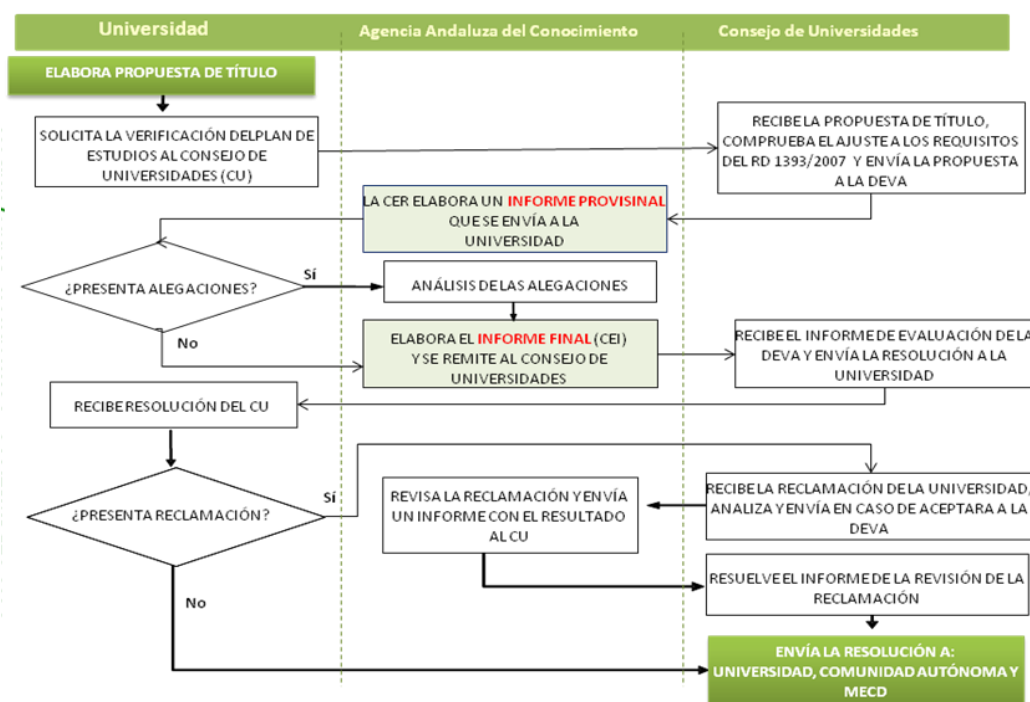 Universidad
Agencia Andaluza del Conocimiento
Consejo de Universidades
ELABORA PROPUESTA DE TÍTULO
SOLICITA LA VERIFICACIÓN DELPLAN DE
ESTUDIOS AL CONSEJO DE
UNIVERSIDADES (CU)
RECIBE LA PROPUESTA DE TÍTULO,
COMPRUEBA EL AJUSTE A LOS REQUISITOS
DEL RD 1393/2007 Y ENVÍA LA PROPUESTA
A LA DEVA
LA CER ELABORA UN INFORME PROVISINAL
QUE SE ENVÍA A LA
UNIVERSIDAD
¿PRESENTA ALEGACIONES?
Sí
ANÁLISIS DE LAS ALEGACIONES
No
ELABORA EL INFORME FINAL (CEI)
Y SE REMITE AL CONSEJO DE
UNIVERSIDADES
RECIBE EL INFORME DE EVALUACIÓN DE LA
DEVA Y ENVÍA LA RESOLUCIÓN A LA
UNIVERSIDAD
RECIBE RESOLUCIÓN DEL CU
¿PRESENTA RECLAMACIÓN?
Sí
REVISA LA RECLAMACIÓN Y ENVÍA
UN INFORME CON EL RESULTADO
AL CU
RECIBE LA RECLAMACIÓN DE LA UNIVERSIDAD,
ANALIZA Y ENVÍA EN CASO DE ACEPTARA A LA
DEVA
No
RESUELVE EL INFORME DE LA REVISIÓN DE LA
RECLAMACIÓN
ENVÍA LA RESOLUCIÓN A:
UNIVERSIDAD, COMUNIDAD AUTÓNOMA Y
MECD